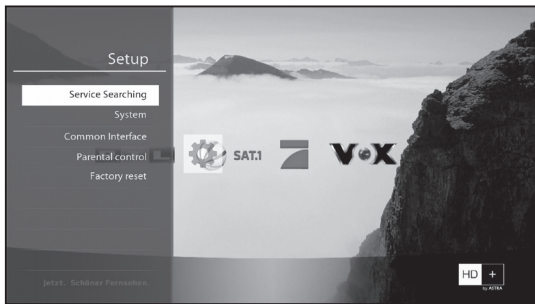 Setup
Service Searching
System
Common Interface
Parental control
Factory reset
SAT.1
VOX
Jetzt. Schöner Fernsehen.
HD +
by ASTRA